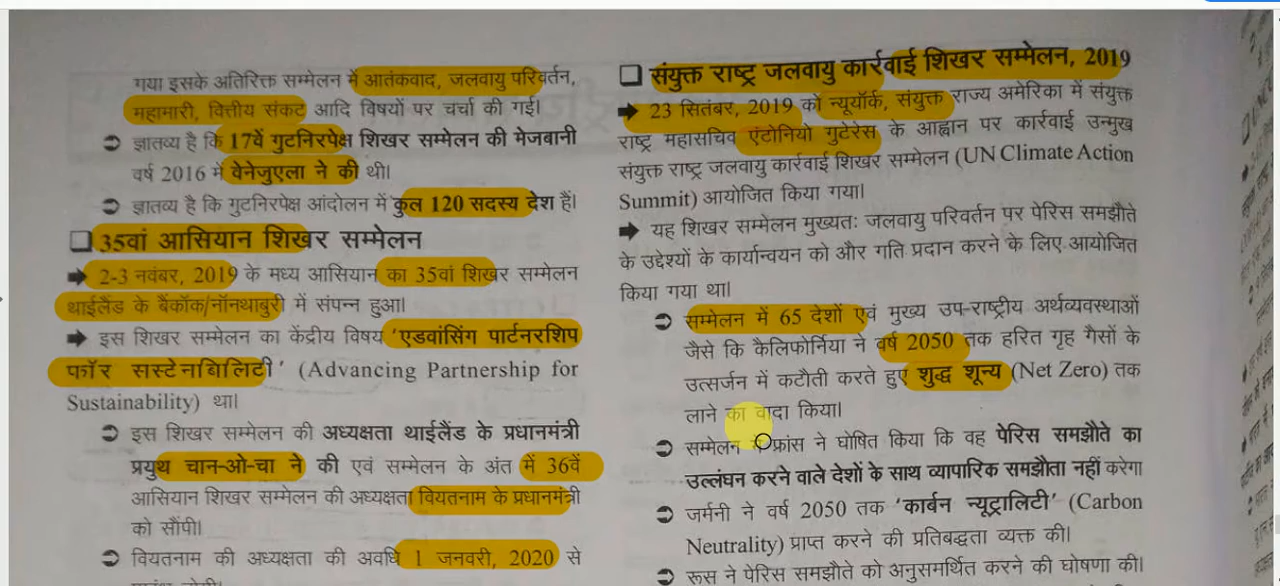 गया इसके अतिरिक्त सम्मेलन में आतंकवाद, जलवायु परिवर्तन,
महामारी, वित्तीय संकट आदि विषयों पर चर्चा की गई।
ज्ञातव्य है कि 17वें गुटनिरपेक्ष शिखर सम्मेलन की मेजबानी
वर्ष 2016 में वेनेजुएला ने की थी।
ज्ञातव्य है कि गुटनिरपेक्ष आंदोलन में कुल 120 सदस्य देश हैं।
35वां आसियान शिखर सम्मेलन
2-3 नवंबर, 2019 के मध्य आसियान का 35वां शिखर सम्मेलन
थाईलैंड के बैंकॉक/नॉनथाबुरी में संपन्न हुआ।
इस शिखर सम्मेलन का केंद्रीय विषय 'एडवांसिंग पार्टनरशिप
फॉर सस्टेनबिलिटी' (Advancing Partnership for
Sustainability) था।
इस शिखर सम्मेलन की अध्यक्षता थाईलैंड के प्रधानमंत्री
प्रयुथ चान-ओ-चा ने की एवं सम्मेलन के अंत में 36वें
आसियान शिखर सम्मेलन की अध्यक्षता वियतनाम के प्रधानमंत्री
को सौंपी।
वियतनाम की अध्यक्षता की अवधि 1 जनवरी, 2020 से
संयुक्त राष्ट्र जलवायु कार्रवाई शिखर सम्मेलन, 2019
23 सितंबर, 2019 को न्यूयॉर्क, संयुक्त राज्य अमेरिका में संयुक्त
राष्ट्र महासचिव एंटोनियो गुटेरेस के आह्वान पर कार्रवाई उन्मुख
संयुक्त राष्ट्र जलवायु कार्रवाई शिखर सम्मेलन (UN Climate Action
Summit) आयोजित किया गया।
यह शिखर सम्मेलन मुख्यतः जलवायु परिवर्तन पर पेरिस समझौते
के उद्देश्यों के कार्यान्वयन को और गति प्रदान करने के लिए आयोजित
किया गया था।
सम्मेलन में 65 देशों एवं मुख्य उप-राष्ट्रीय अर्थव्यवस्थाओं
जैसे कि कैलिफोर्निया ने वर्ष 2050 तक हरित गृह गैसों के
उत्सर्जन में कटौती करते हुए शुद्ध शून्य (Net Zero) तक
लाने का वादा किया।
सम्मेलन में फ्रांस ने घोषित किया कि वह पेरिस समझौते का
उल्लंघन करने वाले देशों के साथ व्यापारिक समझौता नहीं करेगा
जर्मनी ने वर्ष 2050 तक 'कार्बन न्यूट्रालिटी' (Carbon
Neutrality) प्राप्त करने की प्रतिबद्धता व्यक्त की।
रूस ने पेरिस समझौते को अनुसमर्थित करने की घोषणा की।